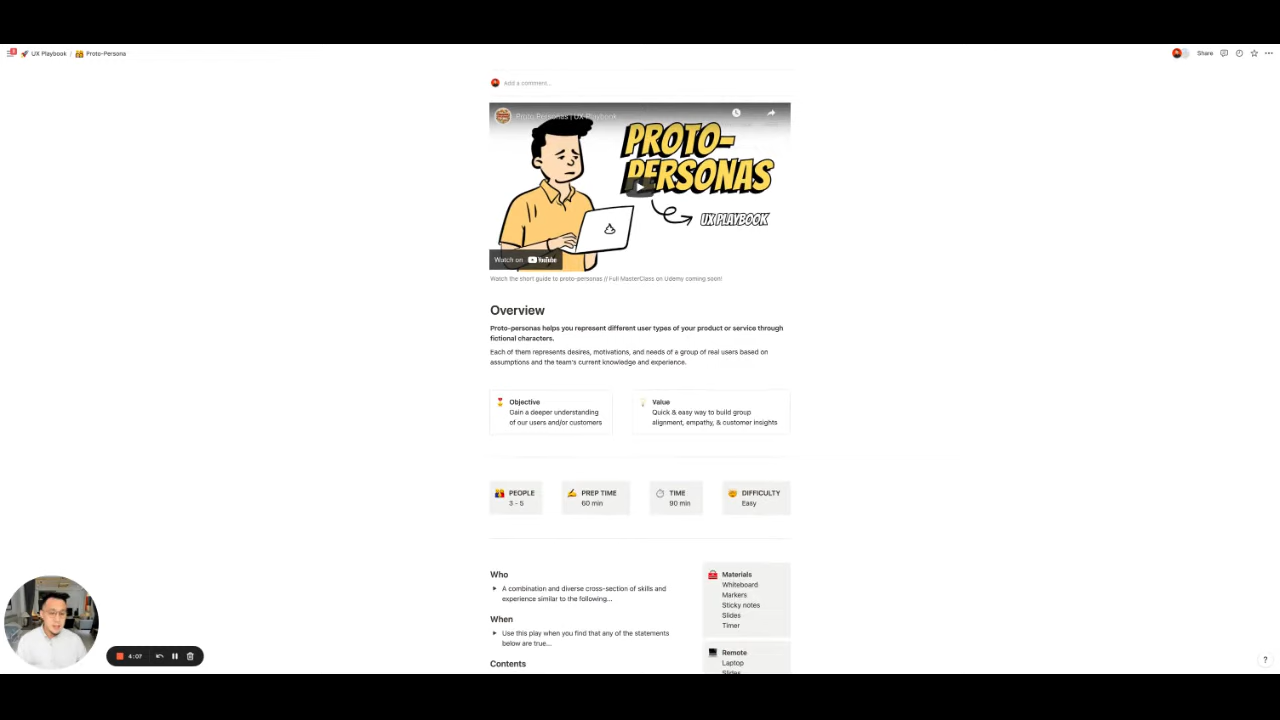 UX Playbook / Proto-Persona
Share
Add a comment...
Proto Personas | UX Playbook
PROTO-
PERSONAS
UX PLAYBOOK
Watch on YouTube
Watch the short guide to proto-personas // Full MasterClass on Udemy coming soon!
Overview
Proto-personas helps you represent different user types of your product or service through
fictional characters.
Each of them represents desires, motivations, and needs of a group of real users based on
assumptions and the team's current knowledge and experience.
Objective
Gain a deeper understanding
of our users and/or customers
Value
Quick & easy way to build group
alignment, empathy, & customer insights
PEOPLE
3 - 5
PREP TIME
60 min
TIME
90 min
DIFFICULTY
Easy
Who
A combination and diverse cross-section of skills and
experience similar to the following...
When
Use this play when you find that any of the statements
below are true...
Contents
Materials
Whiteboard
Markers
Sticky notes
Slides
Timer
Remote
Laptop
Slides
4:07
?